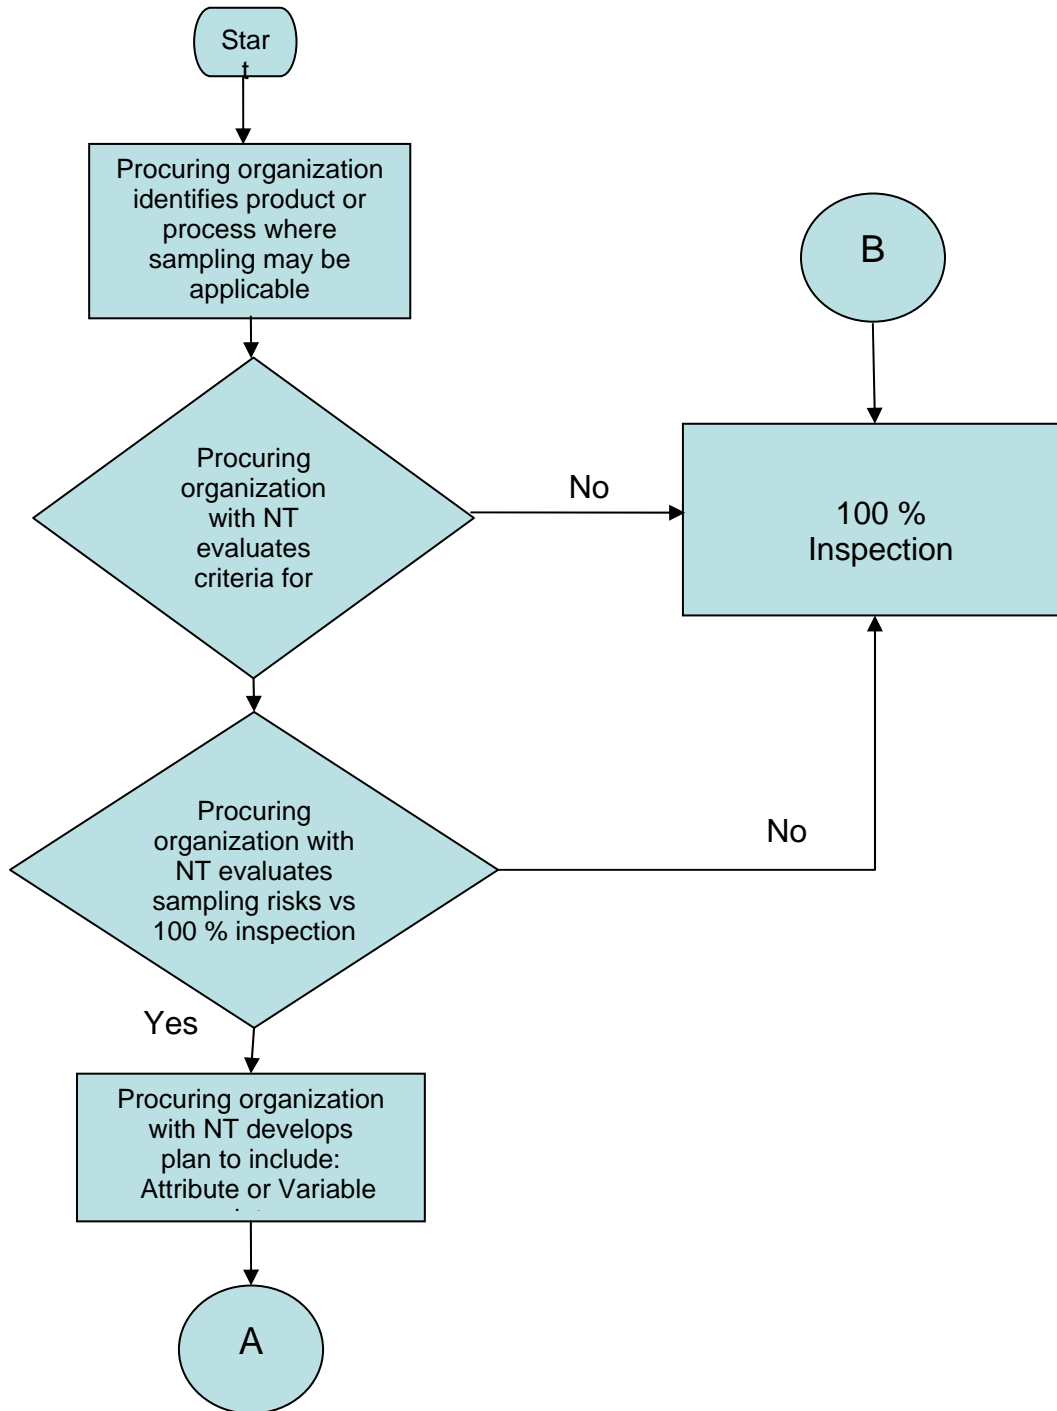 Star
t
Procuring organization
identifies product or
process where
sampling may be
applicable
B
Procuring
organization
with NT
evaluates
criteria for
No
100 %
Inspection
Procuring
organization with
NT evaluates
sampling risks vs
100 % inspection
No
Yes
Procuring organization
with NT develops
plan to include:
Attribute or Variable
A